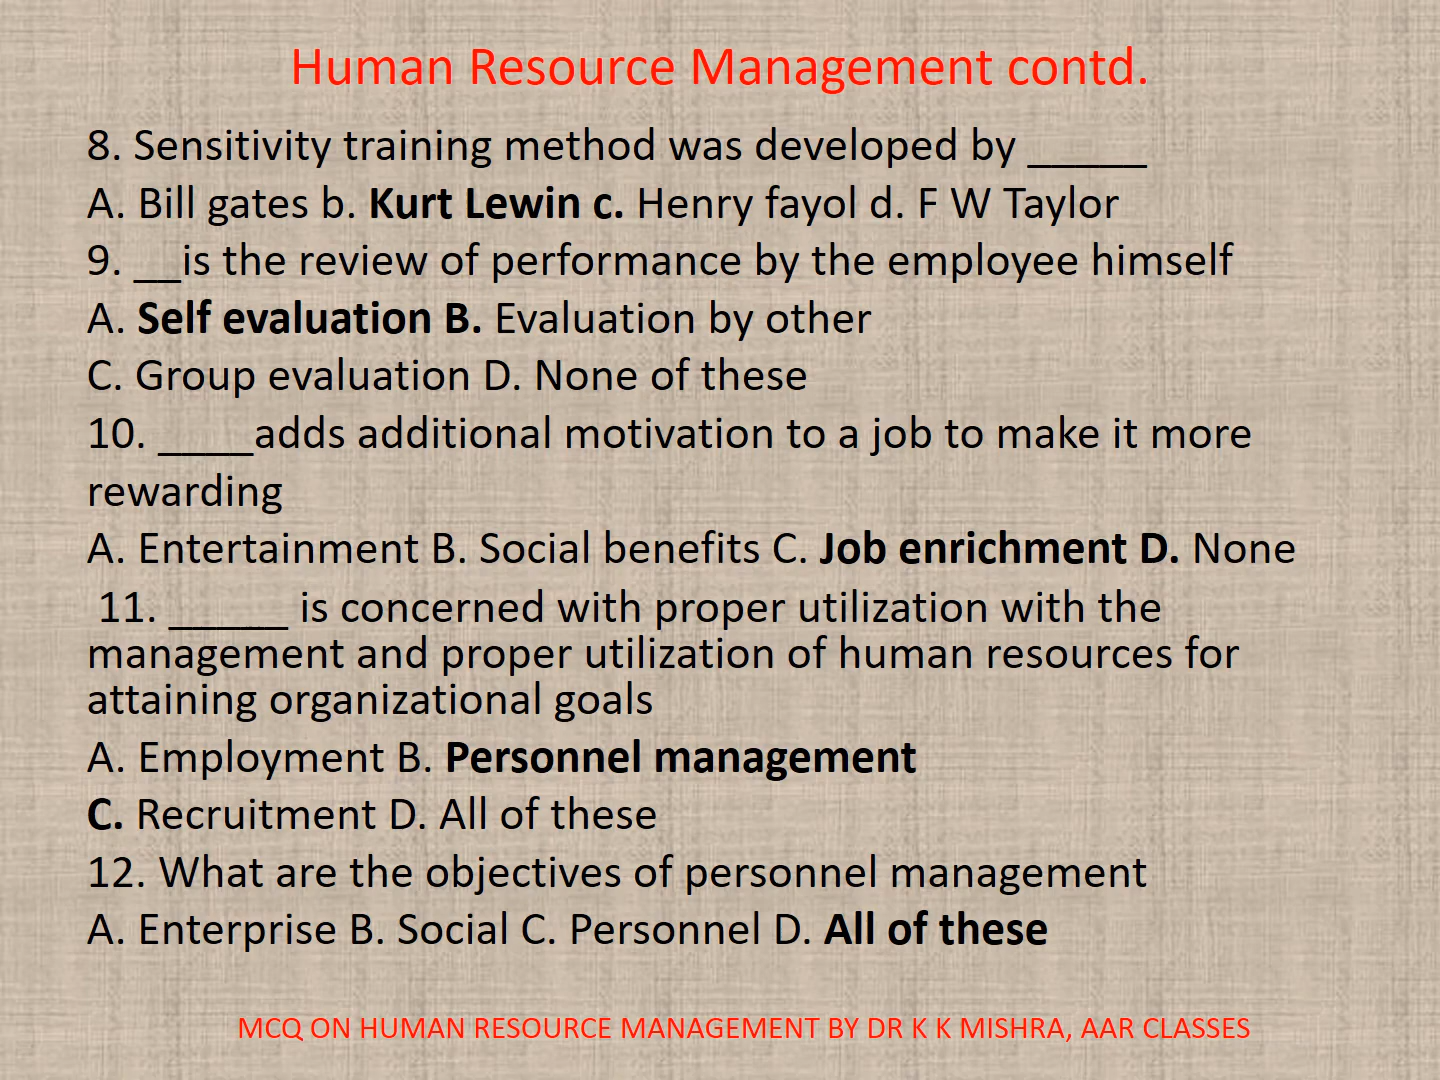 Human Resource Management contd.
8. Sensitivity training method was developed by _____
A. Bill gates b. Kurt Lewin c. Henry fayol d. F W Taylor
9. __is the review of performance by the employee himself
A. Self evaluation B. Evaluation by other
C. Group evaluation D. None of these
10. ____adds additional motivation to a job to make it more
rewarding
A. Entertainment B. Social benefits C. Job enrichment D. None
11. _____ is concerned with proper utilization with the
management and proper utilization of human resources for
attaining organizational goals
A. Employment B. Personnel management
C. Recruitment D. All of these
12. What are the objectives of personnel management
A. Enterprise B. Social C. Personnel D. All of these
MCQ ON HUMAN RESOURCE MANAGEMENT BY DR K K MISHRA, AAR CLASSES